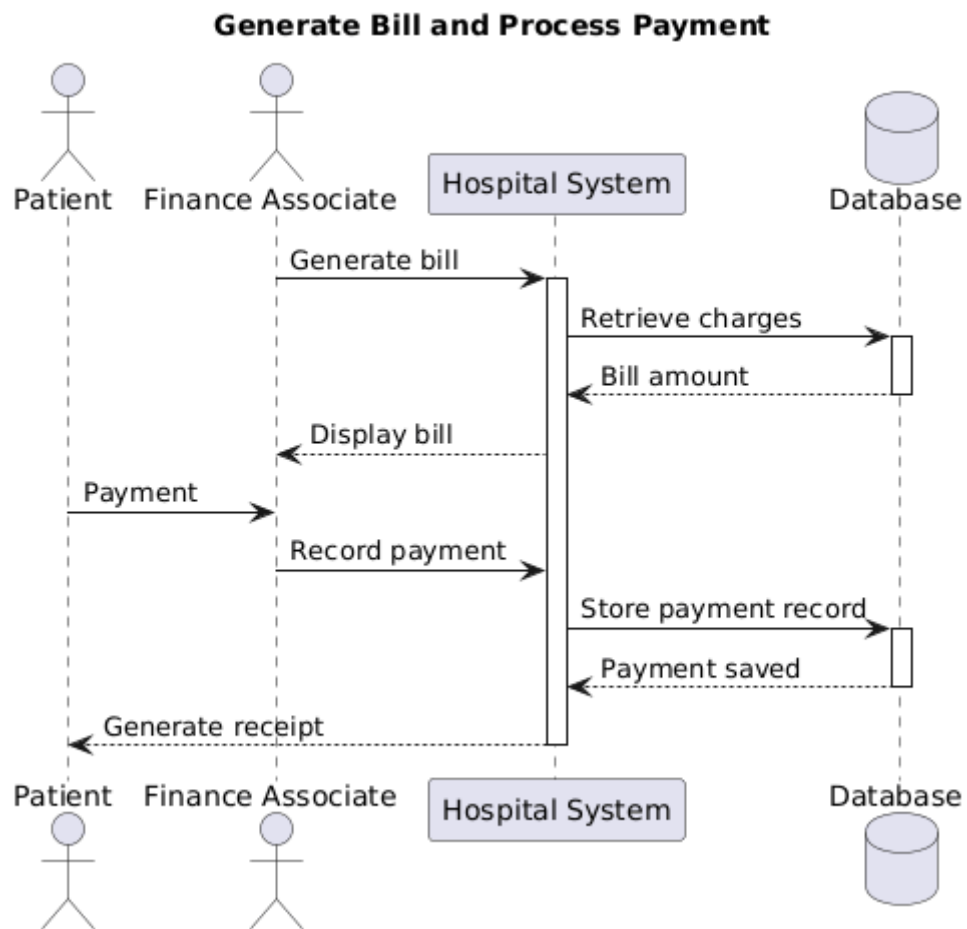 Generate Bill and Process Payment
Patient
Finance Associate
Hospital System
Database
Generate bill
Retrieve charges
Bill amount
Display bill
Payment
Record payment
Store payment record
Payment saved
Generate receipt
Patient
Finance Associate
Hospital System
Database